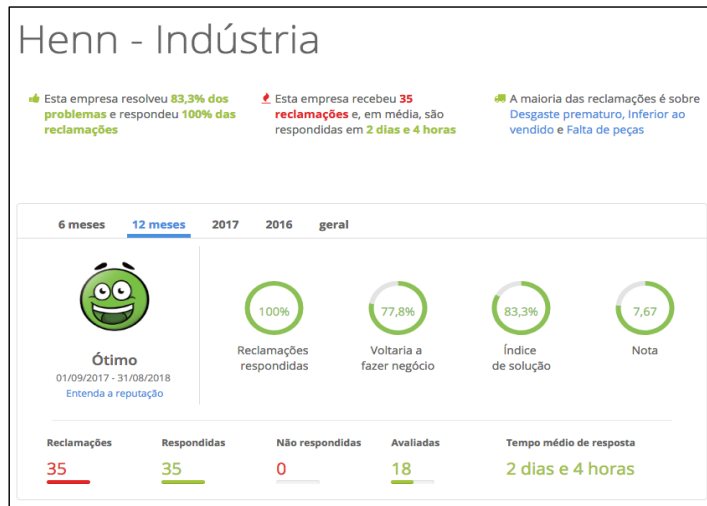 Henn - Indústria
Esta empresa resolveu 83,3% dos
problemas e respondeu 100% das
reclamações
Esta empresa recebeu 35
reclamações e, em média, são
respondidas em 2 dias e 4 horas
A maioria das reclamações é sobre
Desgaste prematuro, Inferior ao
vendido e Falta de peças
6 meses 12 meses 2017 2016 geral
Ótimo
01/09/2017 - 31/08/2018
Entenda a reputação
100%
Reclamações
respondidas
77,8%
Voltaria a
fazer negócio
83,3%
Índice
de solução
7,67
Nota
Reclamações
35
Respondidas
35
Não respondidas
0
Avaliadas
18
Tempo médio de resposta
2 dias e 4 horas